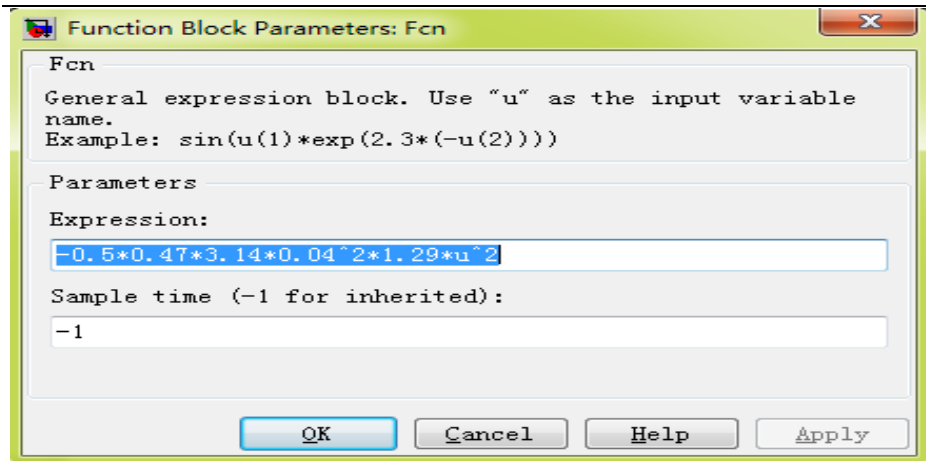 Function Block Parameters: Fcn
Fcn
General expression block. Use "u" as the input variable
name.
Example: sin(u(1)*exp(2.3*(-u(2))))
Parameters
Expression:
-0.5*0.47*3.14*0.04^2*1.29*u^2
Sample time (-1 for inherited):
-1
OK Cancel Help Apply